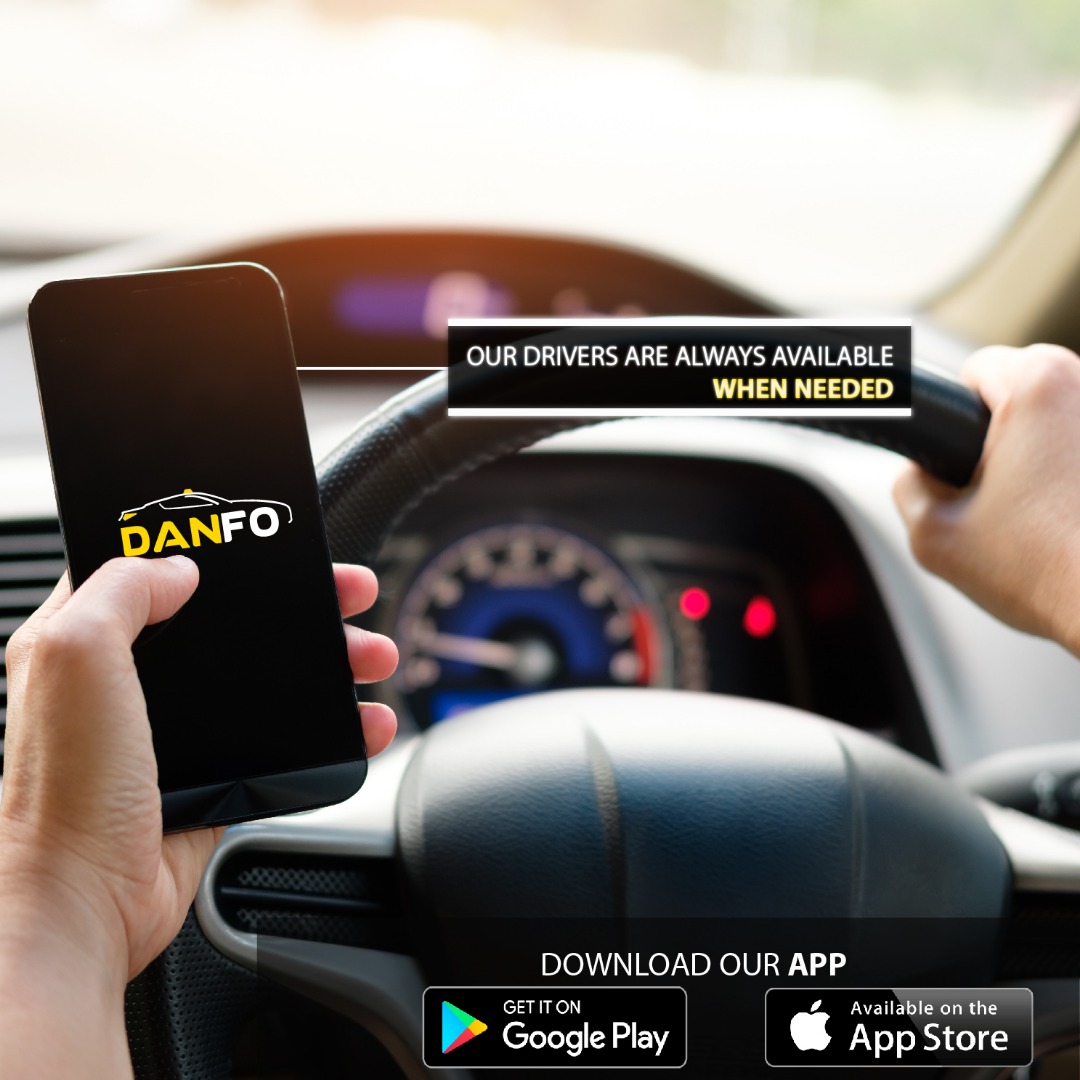 OUR DRIVERS ARE ALWAYS AVAILABLE
WHEN NEEDED
DANFO
DOWNLOAD OUR APP
GET IT ON
Google Play
Available on the
App Store